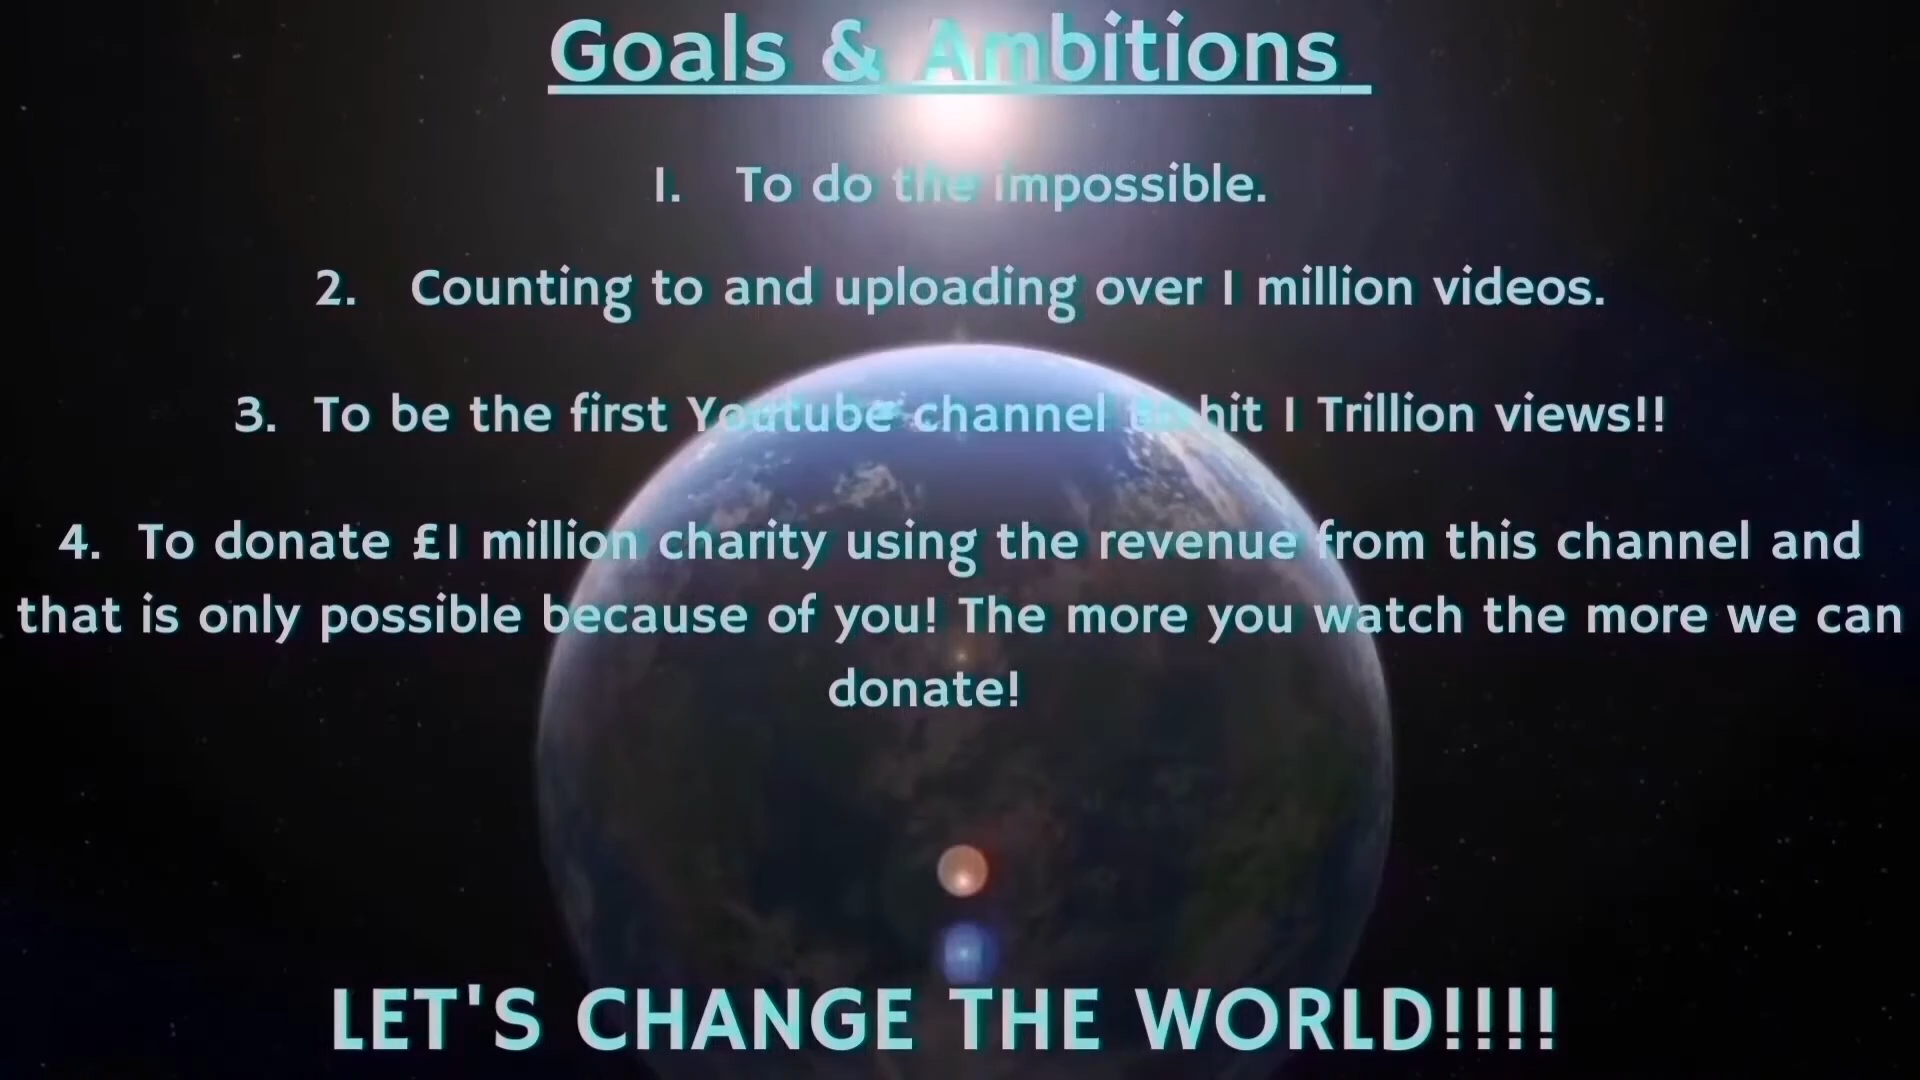 Goals & Ambitions
1. To do the impossible.
2. Counting to and uploading over 1 million videos.
3. To be the first Youtube channel to hit 1 Trillion views!!
4. To donate £1 million charity using the revenue from this channel and
that is only possible because of you! The more you watch the more we can
donate!
LET'S CHANGE THE WORLD!!!!